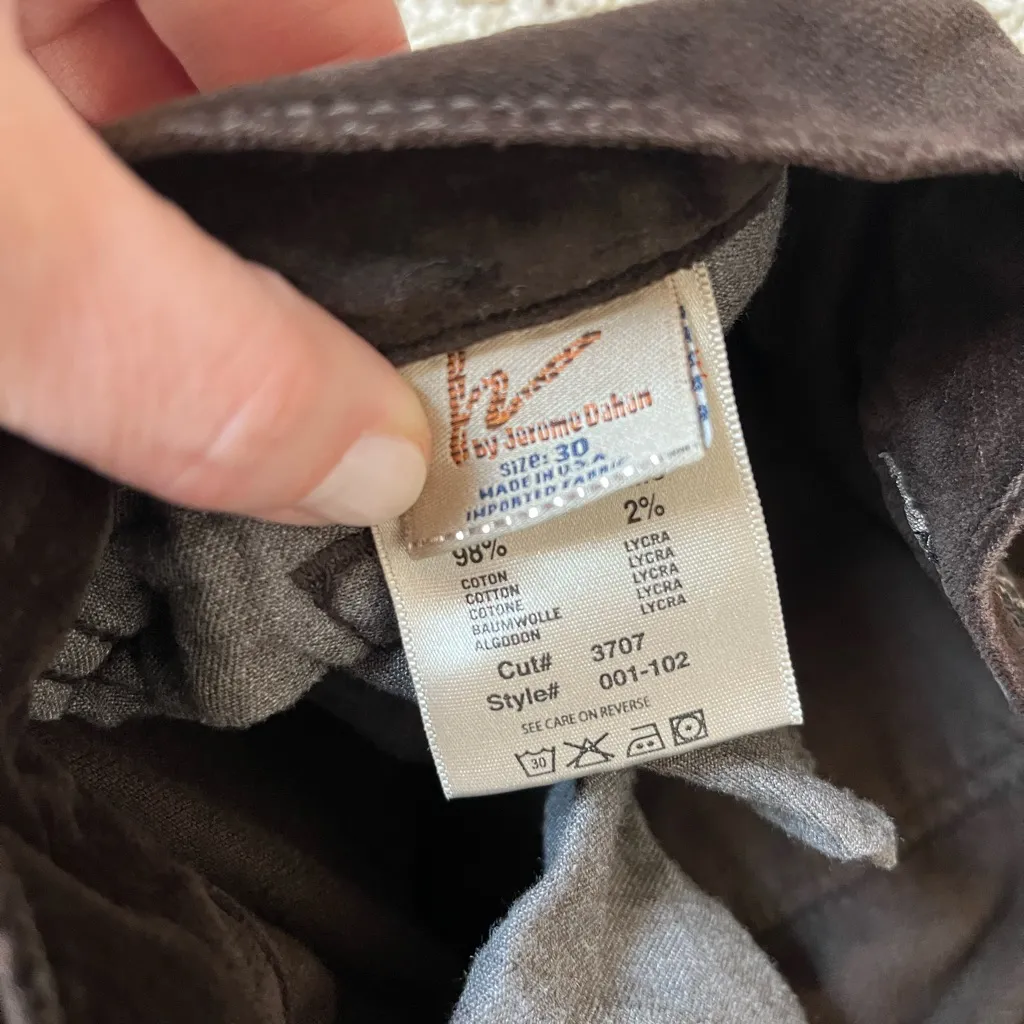 by Jerome Dahan
Size: 30
MADE IN U.S.A
IMPORTED FABRIC
98% 2%
COTON LYCRA
COTTON LYCRA
COTONE LYCRA
BAUMWOLLE LYCRA
ALGODON LYCRA
Cut# 3707
Style# 001-102
SEE CARE ON REVERSE
30